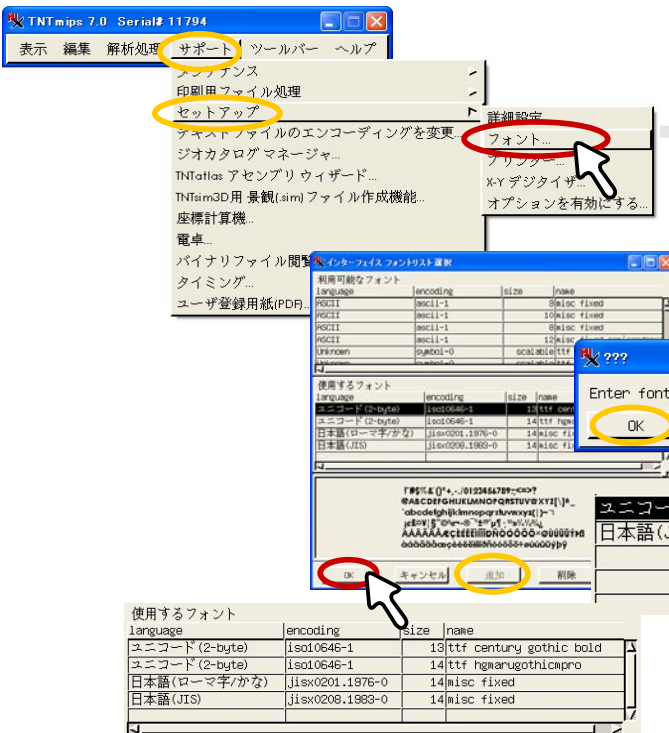 TNTmips 7.0 Serial# 11794
表示 編集 解析処理 サポート ツールバー ヘルプ
メンテナンス
印刷用ファイル処理
セットアップ
テキストファイルのエンコーディングを変更...
ジオカタログ マネージャ...
TNTatlas アセンブリ ウィザード...
TNTsim3D用 景観(.sim) ファイル作成機能...
座標計算機...
電卓...
バイナリファイル閲覧
タイミング...
ユーザ登録用紙(PDF)...
詳細設定
フォント...
プリンター...
X-Y デジタイザ...
オプションを有効にする...
インターフェイス フォントリスト選択
利用可能なフォント
language encoding size name
ASCII ascii-1 8 misc fixed
ASCII ascii-1 10 misc fixed
ASCII ascii-1 8 misc fixed
ASCII ascii-1 12 misc
Unknown symbol-0 scalable ttf
???
Enter font
OK
使用するフォント
language encoding size name
ユニコード(2-byte) iso10646-1 13 ttf cent
ユニコード(2-byte) iso10646-1 14 ttf hgma
日本語(ローマ字/かな) jisx0201.1976-0 14 misc fi
日本語(JIS) jisx0208.1983-0 14 misc fi
@ABCDEFGHIJKLMNOPQRSTUVWXYZ[\]^_
`abcdefghijklmnopqrstuvwxyz{|}~
ユニコー
日本語(J
OK キャンセル 追加 削除
使用するフォント
language encoding size name
ユニコード(2-byte) iso10646-1 13 ttf century gothic bold
ユニコード(2-byte) iso10646-1 14 ttf hgmarugothicmpro
日本語(ローマ字/かな) jisx0201.1976-0 14 misc fixed
日本語(JIS) jisx0208.1983-0 14 misc fixed